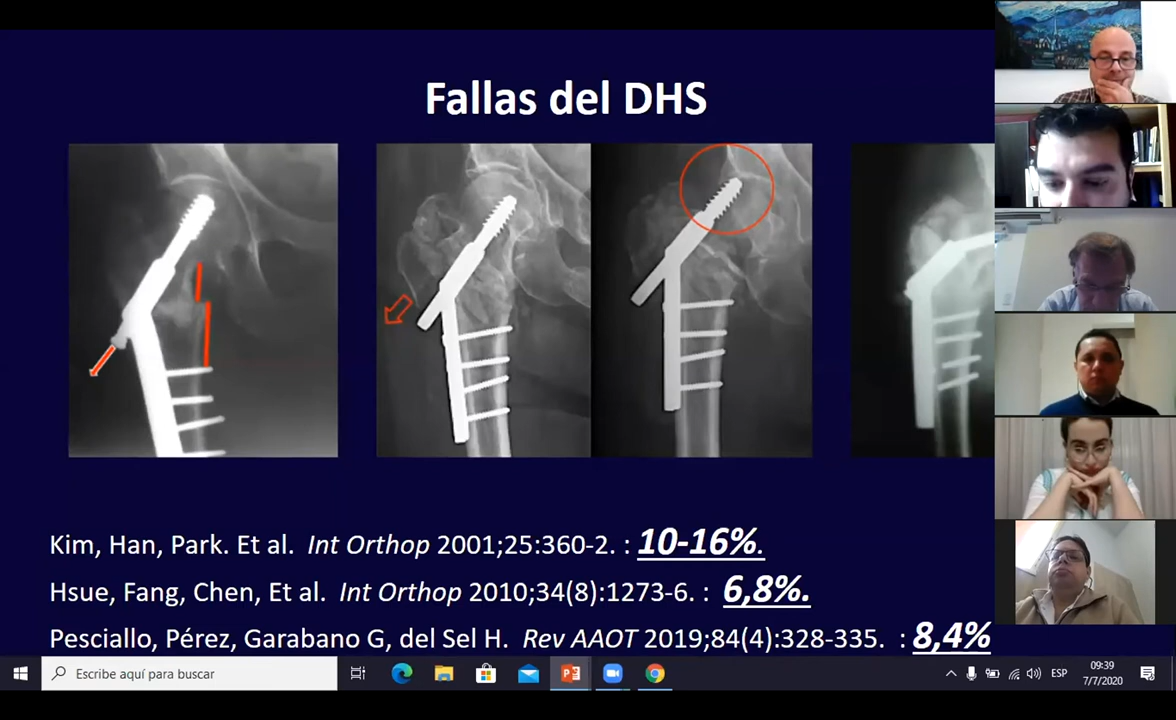 Fallas del DHS
Kim, Han, Park. Et al. Int Orthop 2001;25:360-2. : 10-16%.
Hsue, Fang, Chen, Et al. Int Orthop 2010;34(8):1273-6. : 6,8%.
Pesciallo, Pérez, Garabano G, del Sel H. Rev AAOT 2019;84(4):328-335. : 8,4%
Escribe aquí para buscar
ESP
09:39
7/7/2020